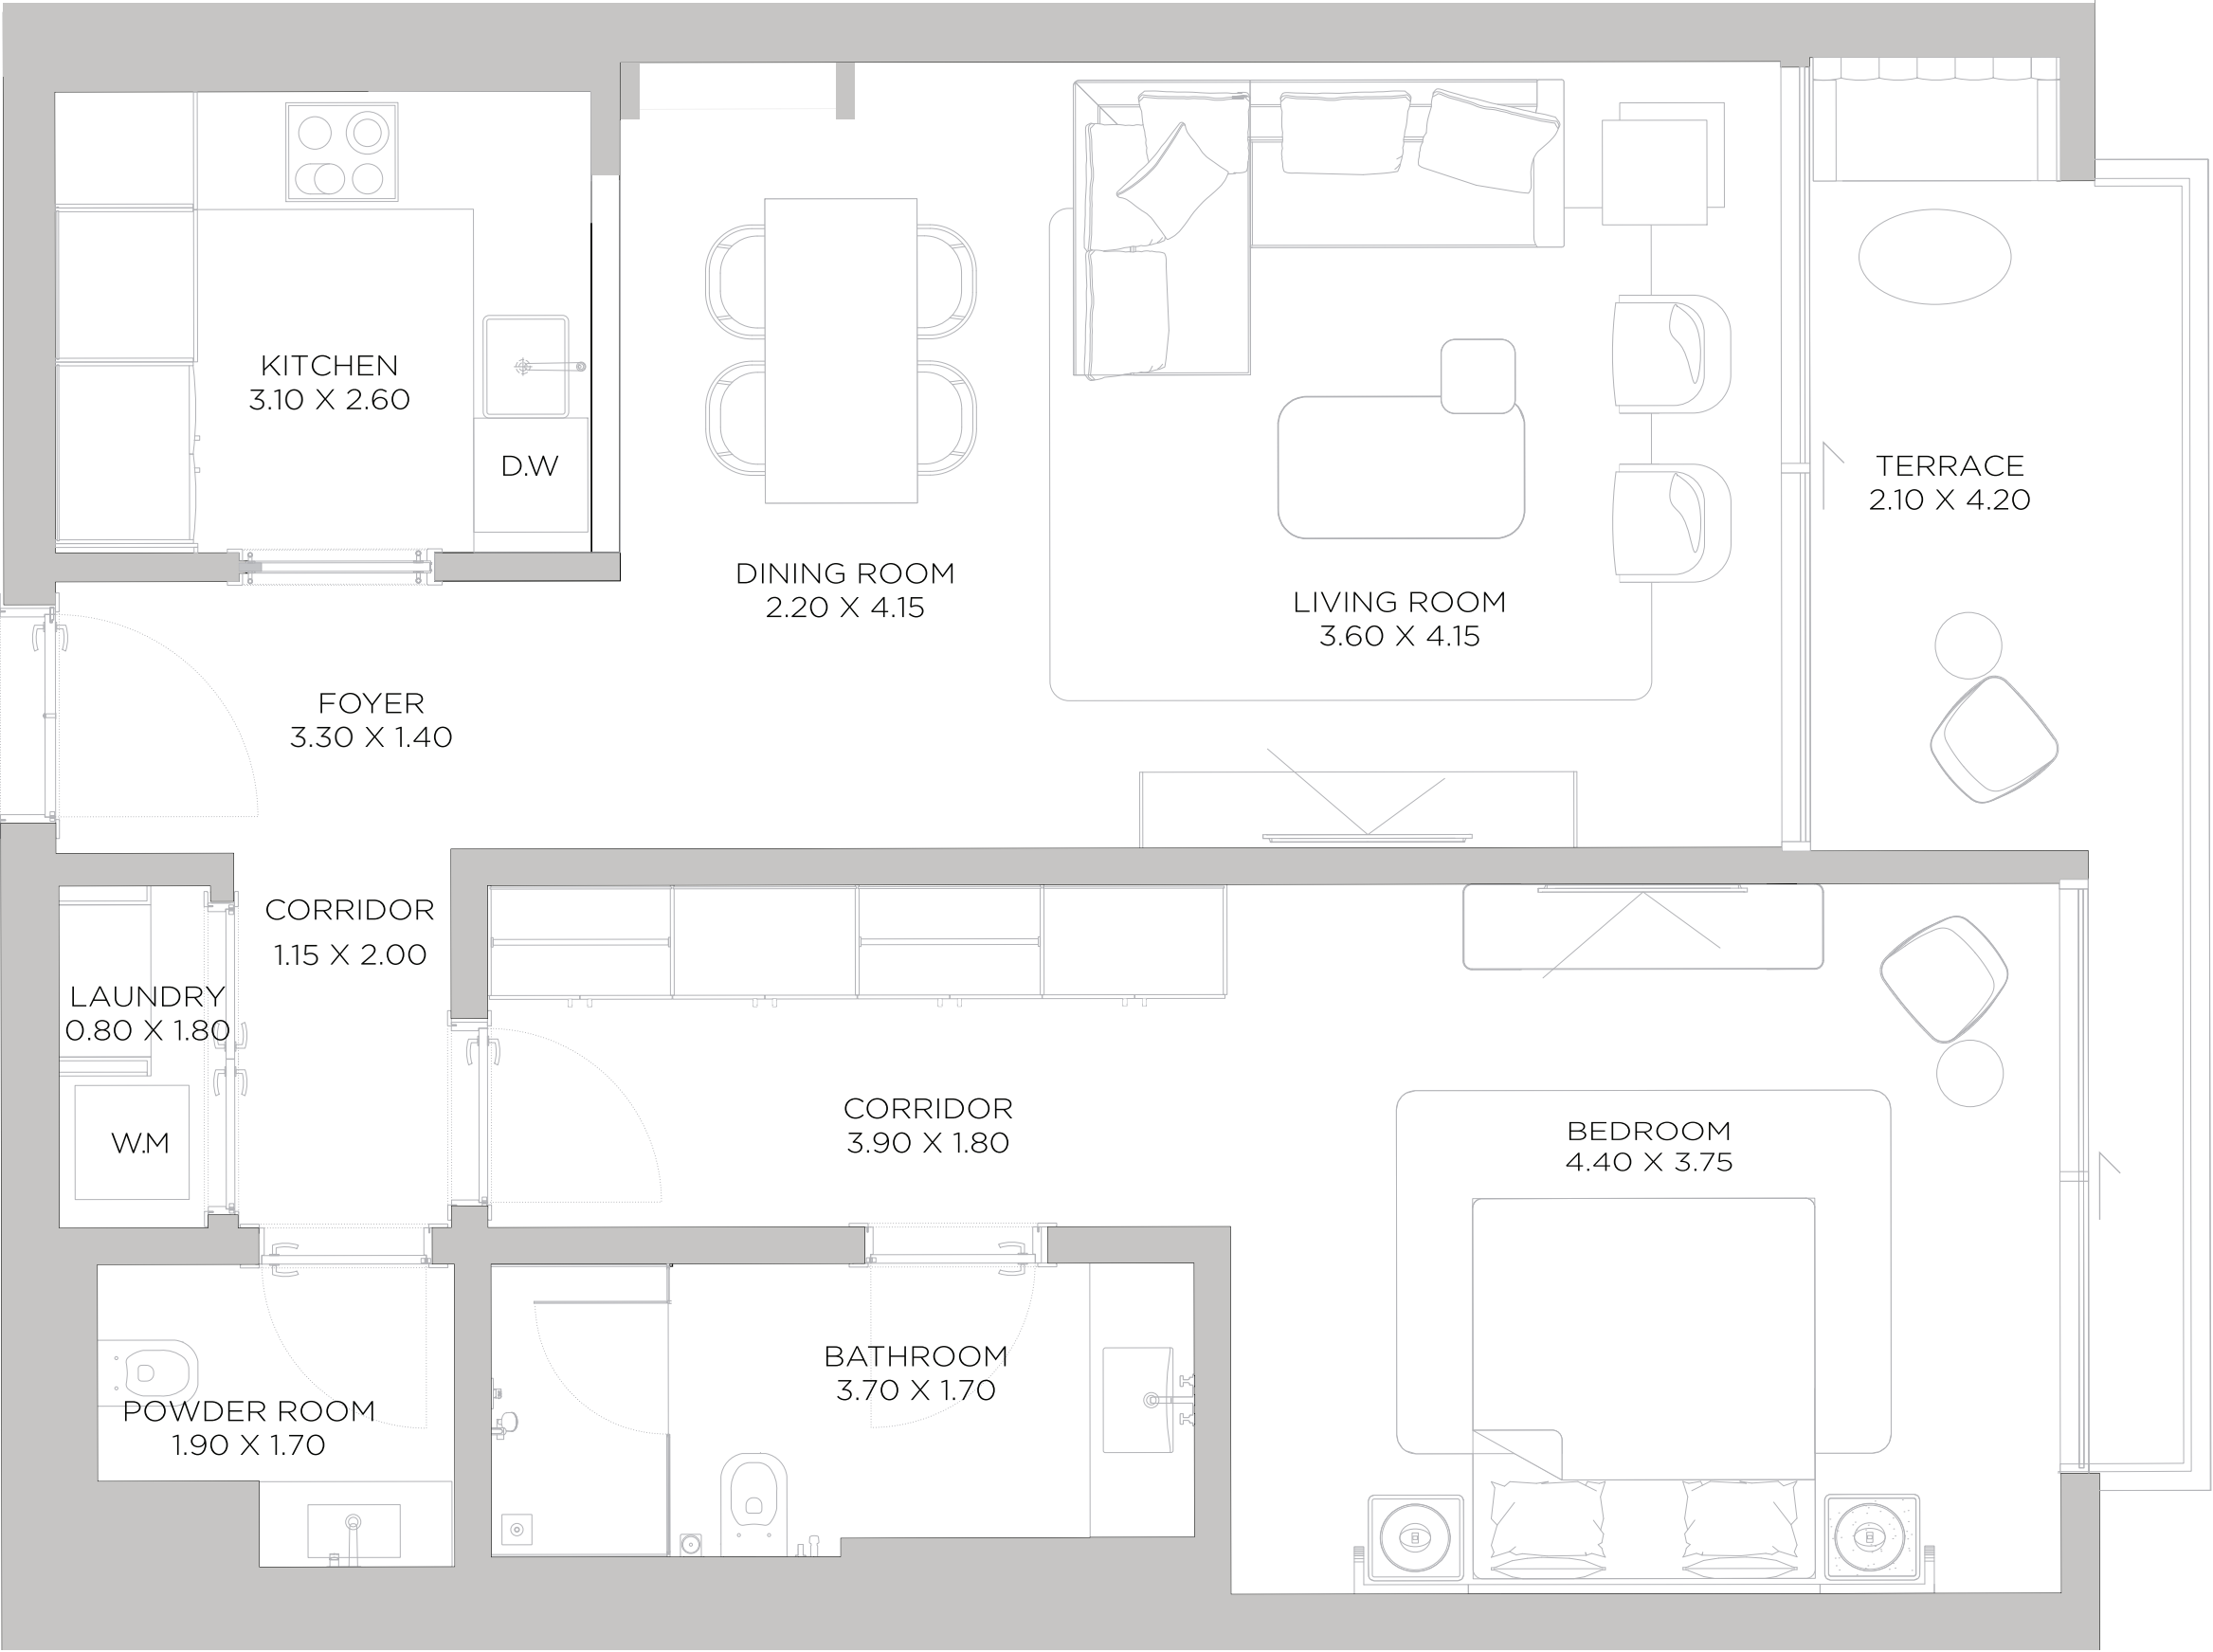 KITCHEN
3.10 X 2.60
D.W
TERRACE
2.10 X 4.20
DINING ROOM
2.20 X 4.15
LIVING ROOM
3.60 X 4.15
FOYER
3.30 X 1.40
CORRIDOR
1.15 X 2.00
LAUNDRY
0.80 X 1.80
W.M
CORRIDOR
3.90 X 1.80
BEDROOM
4.40 X 3.75
BATHROOM
3.70 X 1.70
POWDER ROOM
1.90 X 1.70